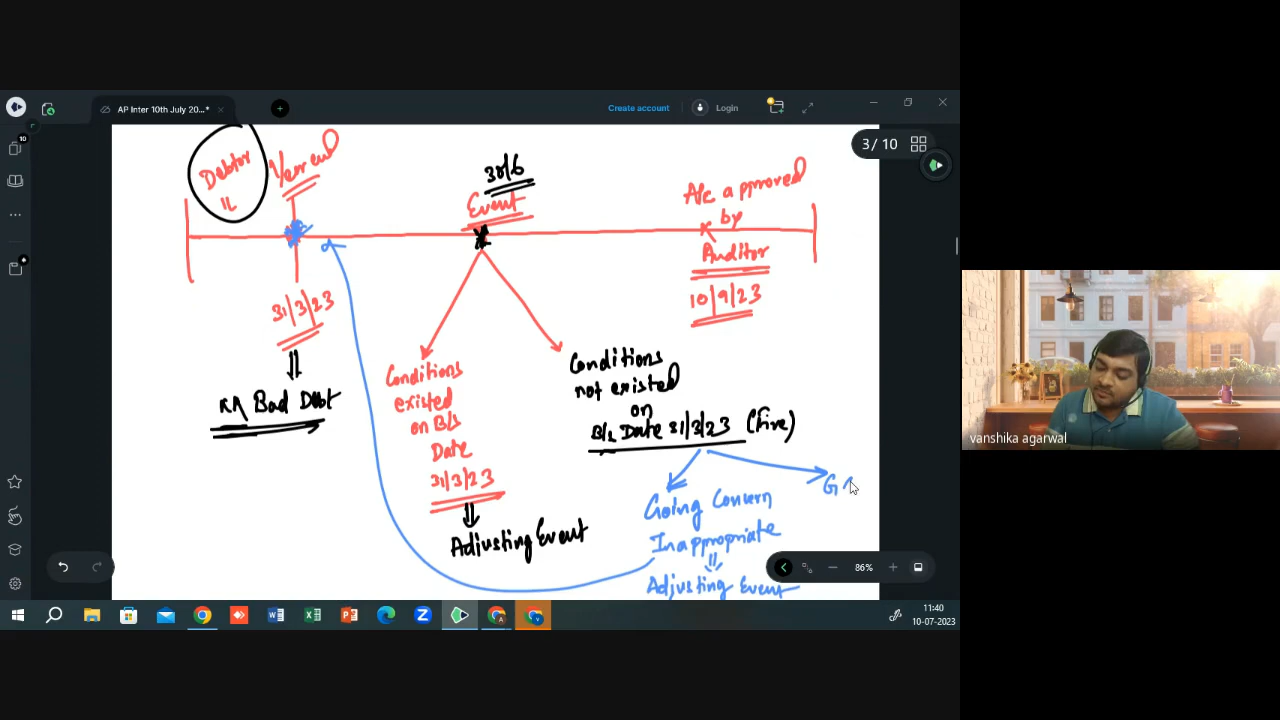 AP Inter 10th July 20...*
Create account
Login
10
3 / 10
Debtor
1L
Year end
30/6
Event
A/c approved
by
Auditor
10/9/23
31/3/23
Bad Debt
Conditions
existed
on B/s
Date
31/3/23
Adjusting Event
Conditions
not existed
on
B/s Date 31/3/23 (Fire)
Going Concern
Inappropriate
Adjusting Event
G
86%
11:40
10-07-2023
vanshika agarwal